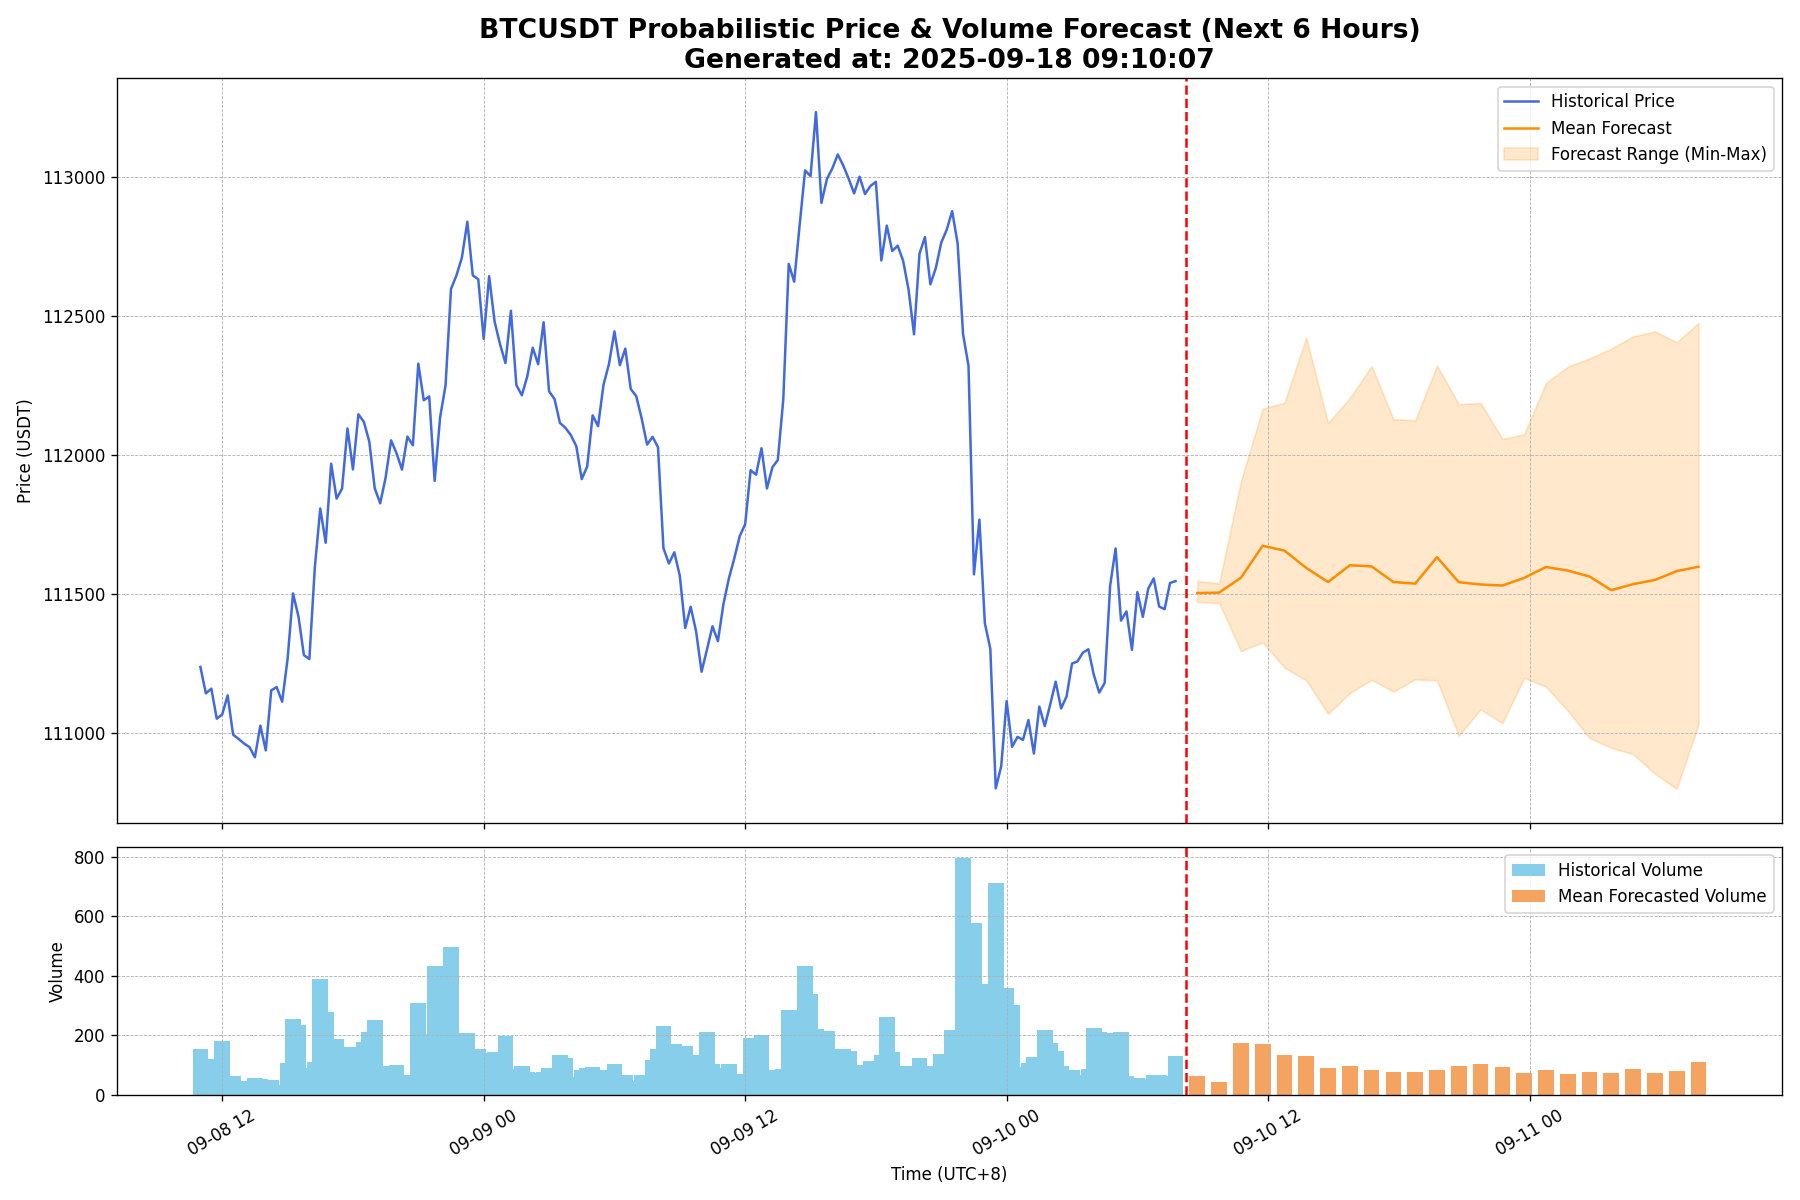 BTCUSDT Probabilistic Price & Volume Forecast (Next 6 Hours)
Generated at: 2025-09-18 09:10:07
Historical Price
Mean Forecast
Forecast Range (Min-Max)
113000
112500
112000
111500
111000
Price (USDT)
Historical Volume
Mean Forecasted Volume
800
600
400
200
0
Volume
09-08 12
09-09 00
09-09 12
09-10 00
09-10 12
09-11 00
Time (UTC+8)